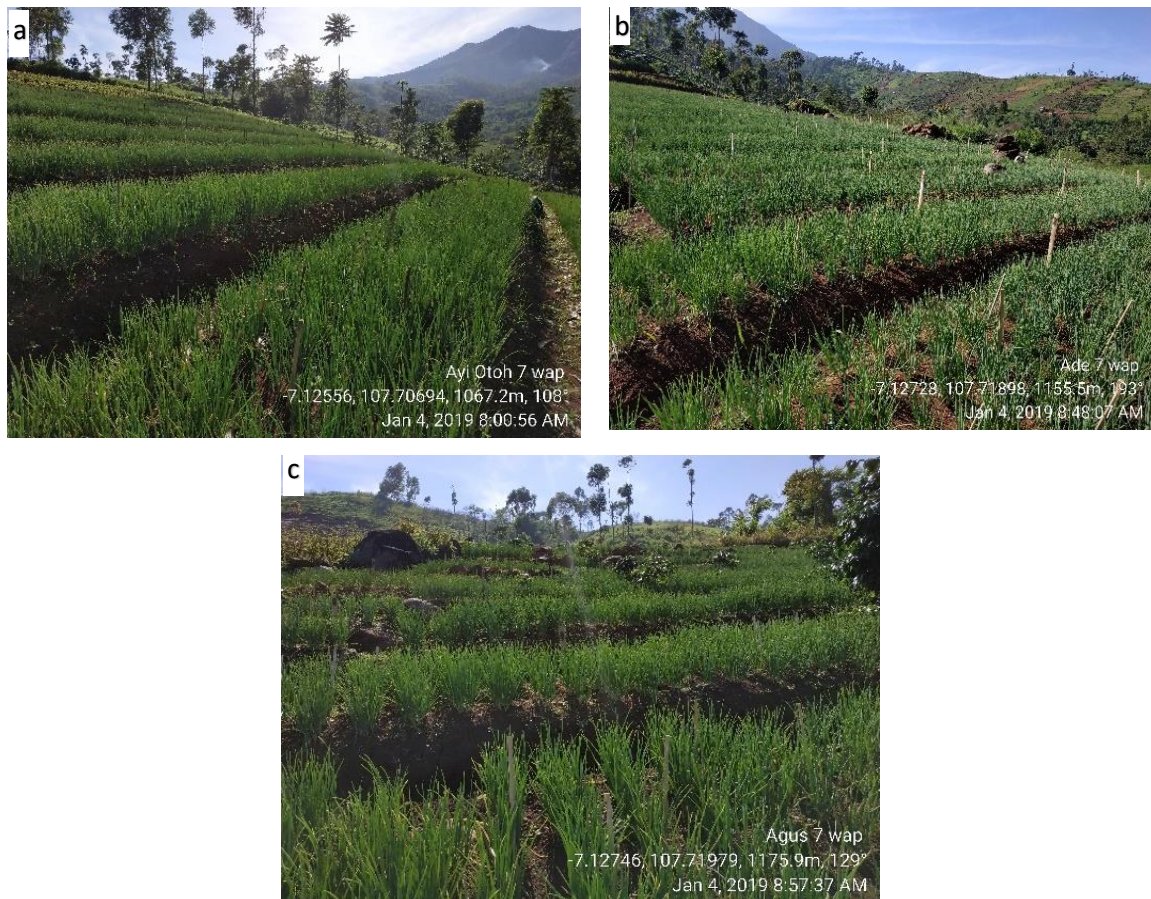 a
Ayi Otoh 7 wap
-7.12556, 107.70694, 1067.2m, 108°
Jan 4, 2019 8:00:56 AM
b
Ade 7 wap
-7.12728, 107.71898, 1155.5m, 193°
Jan 4, 2019 8:48:07 AM
c
Agus 7 wap
-7.12746, 107.71979, 1175.9m, 129°
Jan 4, 2019 8:57:37 AM